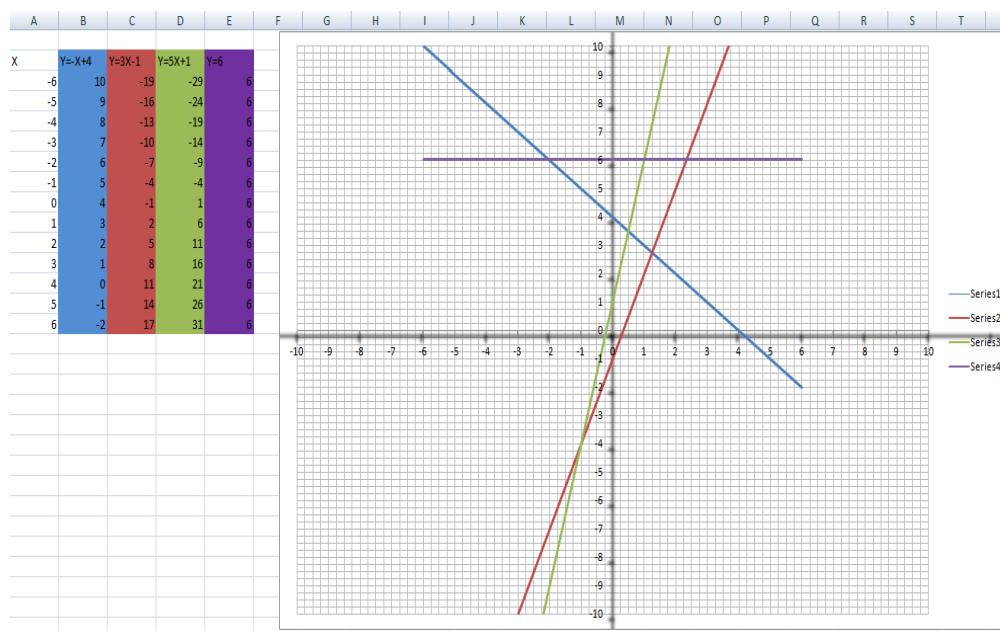 A B C D E F G H I J K L M N O P Q R S T
X Y=-X+4 Y=3X-1 Y=5X+1 Y=6
-6 10 -19 -29 6
-5 9 -16 -24 6
-4 8 -13 -19 6
-3 7 -10 -14 6
-2 6 -7 -9 6
-1 5 -4 -4 6
0 4 -1 1 6
1 3 2 6 6
2 2 5 11 6
3 1 8 16 6
4 0 11 21 6
5 -1 14 26 6
6 -2 17 31 6
10
9
8
7
6
5
4
3
2
1
0
-10 -9 -8 -7 -6 -5 -4 -3 -2 -1 0 1 2 3 4 5 6 7 8 9 10
-1
-2
-3
-4
-5
-6
-7
-8
-9
-10
Series1
Series2
Series3
Series4